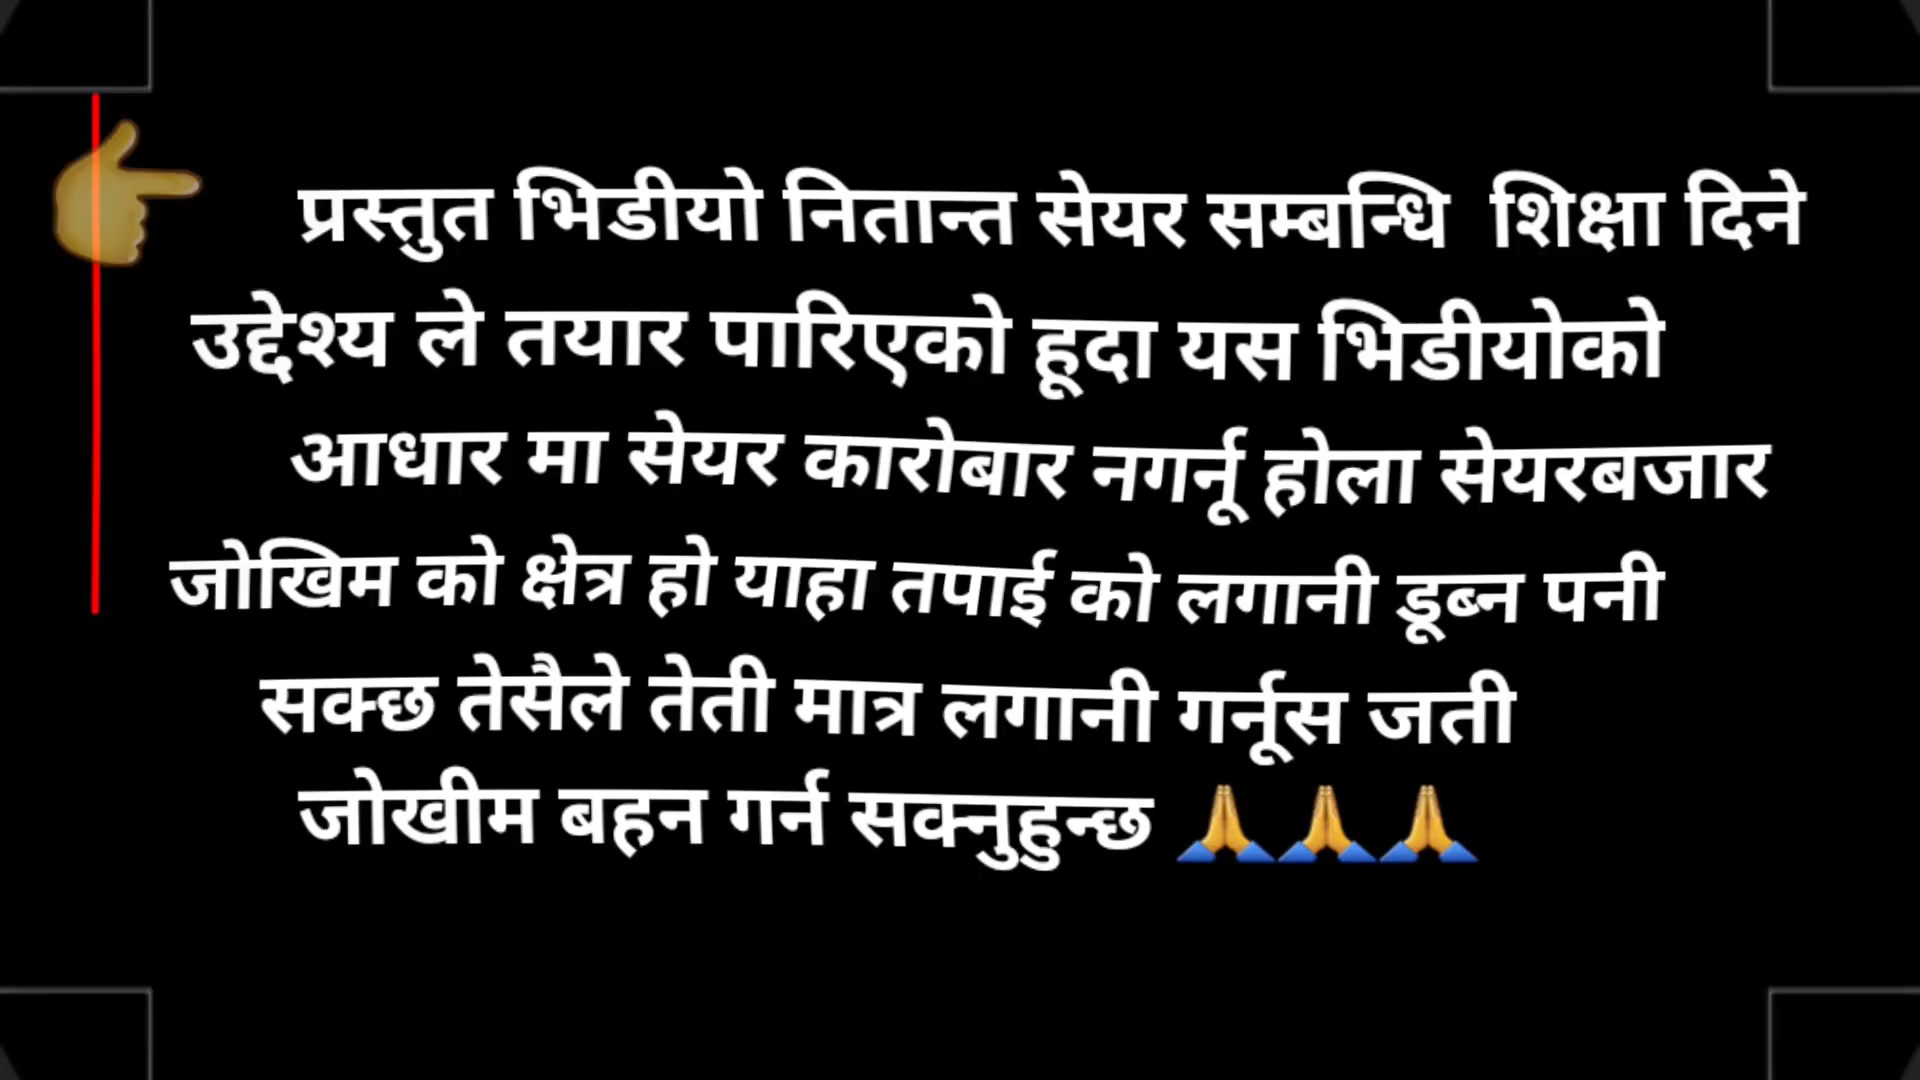 प्रस्तुत भिडीयो नितान्त सेयर सम्बन्धि शिक्षा दिने
उद्देश्य ले तयार पारिएको हूदा यस भिडीयोको
आधार मा सेयर कारोबार नगर्नू होला सेयरबजार
जोखिम को क्षेत्र हो याहा तपाई को लगानी डूब्न पनी
सक्छ तेसैले तेती मात्र लगानी गर्नूस जती
जोखीम बहन गर्न सक्नुहुन्छ 🙏🙏🙏